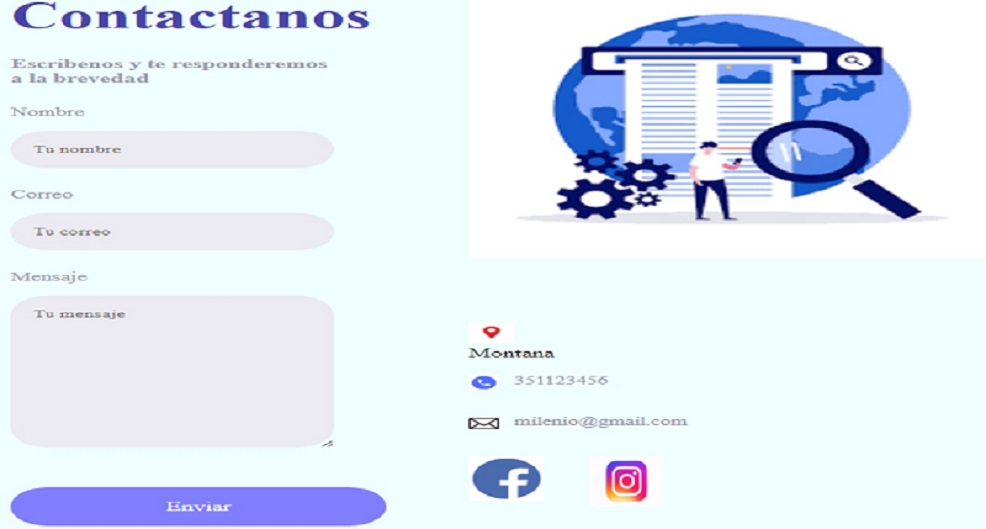 Contactanos
Escribenos y te responderemos
a la brevedad
Nombre
Tu nombre
Correo
Tu correo
Mensaje
Tu mensaje
Enviar
Montana
351123456
milenio@gmail.com